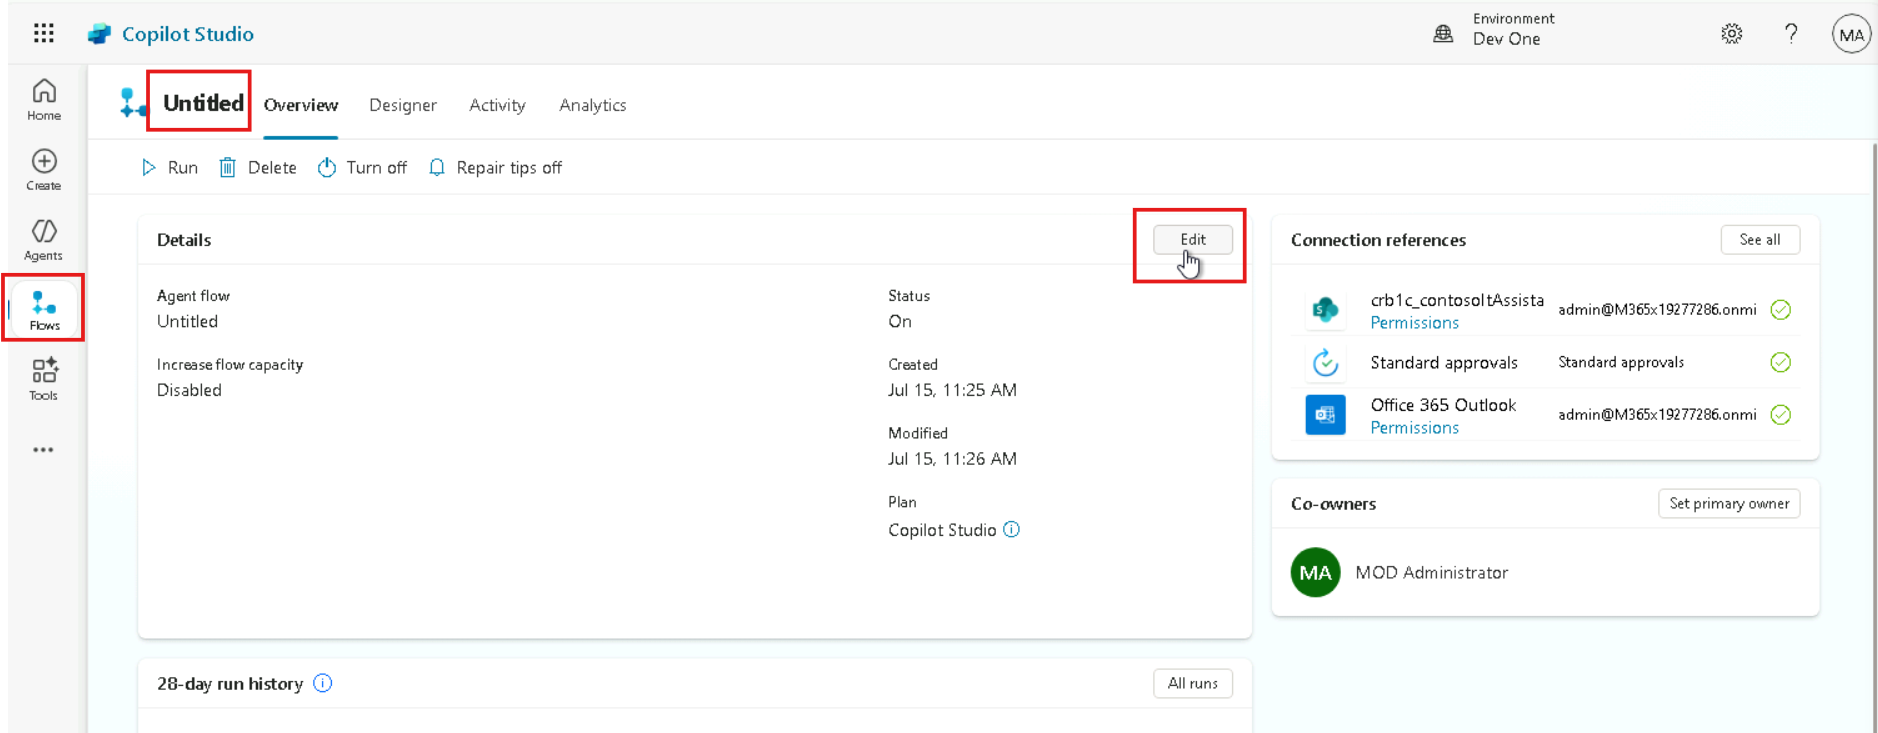 Copilot Studio
Environment
Dev One
MA
Home
Create
Agents
Flows
Tools
Untitled
Overview
Designer
Activity
Analytics
Run
Delete
Turn off
Repair tips off
Details
Edit
Agent flow
Untitled
Increase flow capacity
Disabled
Status
On
Created
Jul 15, 11:25 AM
Modified
Jul 15, 11:26 AM
Plan
Copilot Studio
28-day run history
All runs
Connection references
See all
crb1c_contosoItAssista
Permissions
admin@M365x19277286.onmi
Standard approvals
Standard approvals
Office 365 Outlook
Permissions
admin@M365x19277286.onmi
Co-owners
Set primary owner
MA
MOD Administrator